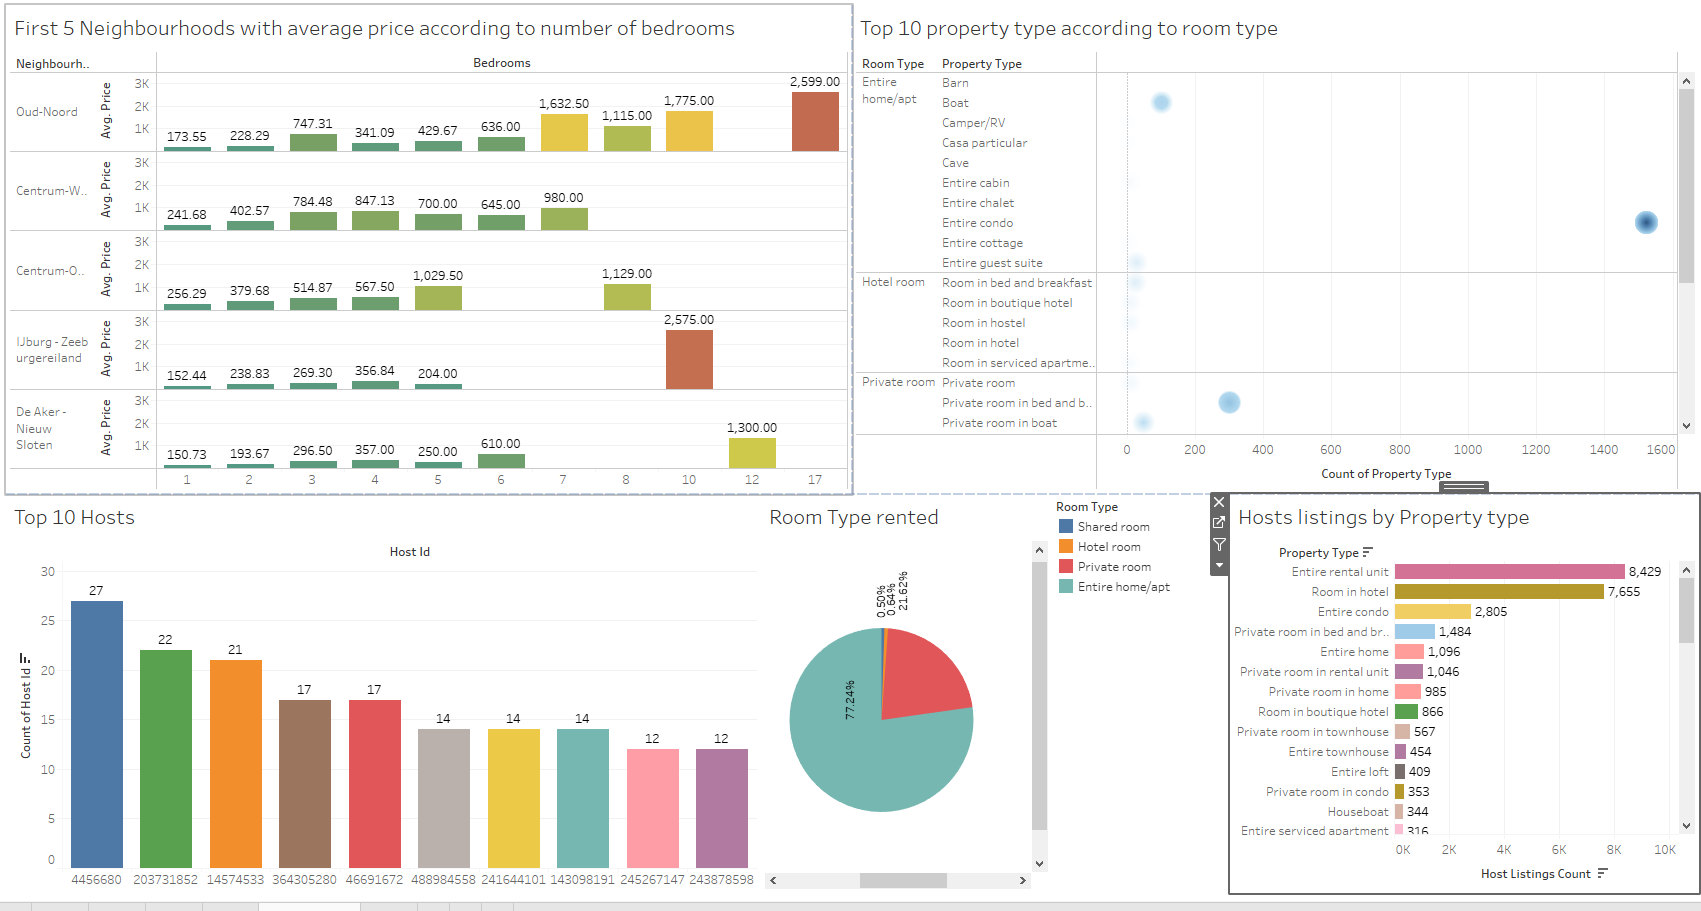 First 5 Neighbourhoods with average price according to number of bedrooms
Neighbourh..
Bedrooms
Oud-Noord
Avg. Price
3K
2K
1K
173.55
228.29
747.31
341.09
429.67
636.00
1,632.50
1,115.00
1,775.00
2,599.00
Centrum-W..
Avg. Price
3K
2K
1K
241.68
402.57
784.48
847.13
700.00
645.00
980.00
Centrum-O..
Avg. Price
3K
2K
1K
256.29
379.68
514.87
567.50
1,029.50
1,129.00
IJburg - Zeeb
urgereiland
Avg. Price
3K
2K
1K
152.44
238.83
269.30
356.84
204.00
2,575.00
De Aker -
Nieuw
Sloten
Avg. Price
3K
2K
1K
150.73
193.67
296.50
357.00
250.00
610.00
1,300.00
1
2
3
4
5
6
7
8
10
12
17
Top 10 property type according to room type
Room Type
Property Type
Entire
home/apt
Barn
Boat
Camper/RV
Casa particular
Cave
Entire cabin
Entire chalet
Entire condo
Entire cottage
Entire guest suite
Hotel room
Room in bed and breakfast
Room in boutique hotel
Room in hostel
Room in hotel
Room in serviced apartme..
Private room
Private room
Private room in bed and b..
Private room in boat
0
200
400
600
800
1000
1200
1400
1600
Count of Property Type
Top 10 Hosts
Host Id
Count of Host Id
30
25
20
15
10
5
0
27
22
21
17
17
14
14
14
12
12
4456680
203731852
14574533
364305280
46691672
488984558
241644101
143098191
245267147
243878598
Room Type rented
0.50%
0.64%
21.62%
77.24%
Room Type
Shared room
Hotel room
Private room
Entire home/apt
Hosts listings by Property type
Property Type
Entire rental unit
8,429
Room in hotel
7,655
Entire condo
2,805
Private room in bed and br..
1,484
Entire home
1,096
Private room in rental unit
1,046
Private room in home
985
Room in boutique hotel
866
Private room in townhouse
567
Entire townhouse
454
Entire loft
409
Private room in condo
353
Houseboat
344
Entire serviced apartment
316
0K
2K
4K
6K
8K
10K
Host Listings Count